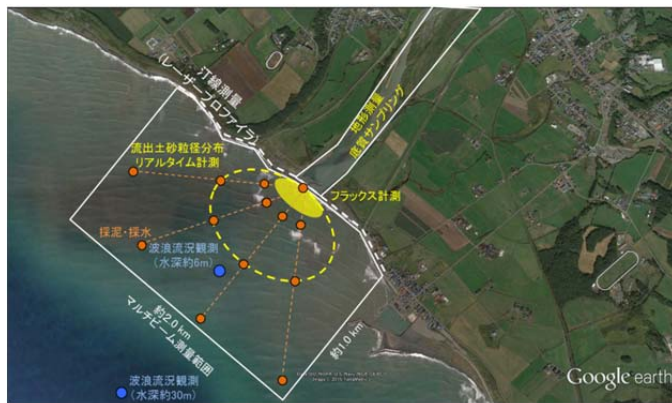 汀線測量
(レーザープロファイラ)
地形測量
底質サンプリング
流出土砂粒径分布
リアルタイム計測
フラックス計測
採泥・採水
波浪流況観測
(水深約6m)
約2.0 km
マルチビーム測量範囲
約1.0 km
波浪流況観測
(水深約30m)
Google earth